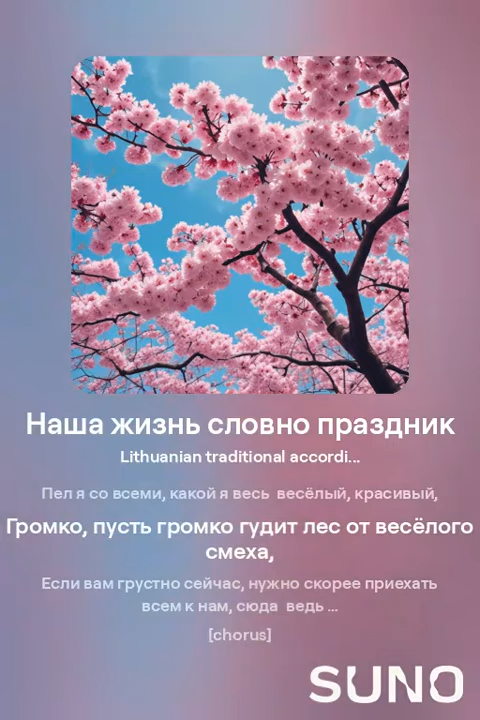 Наша жизнь словно праздник
Lithuanian traditional accordi...
Пел я со всеми, какой я весь весёлый, красивый,
Громко, пусть громко гудит лес от весёлого
смеха,
Если вам грустно сейчас, нужно скорее приехать
всем к нам, сюда ведь ...
[chorus]
SUNO